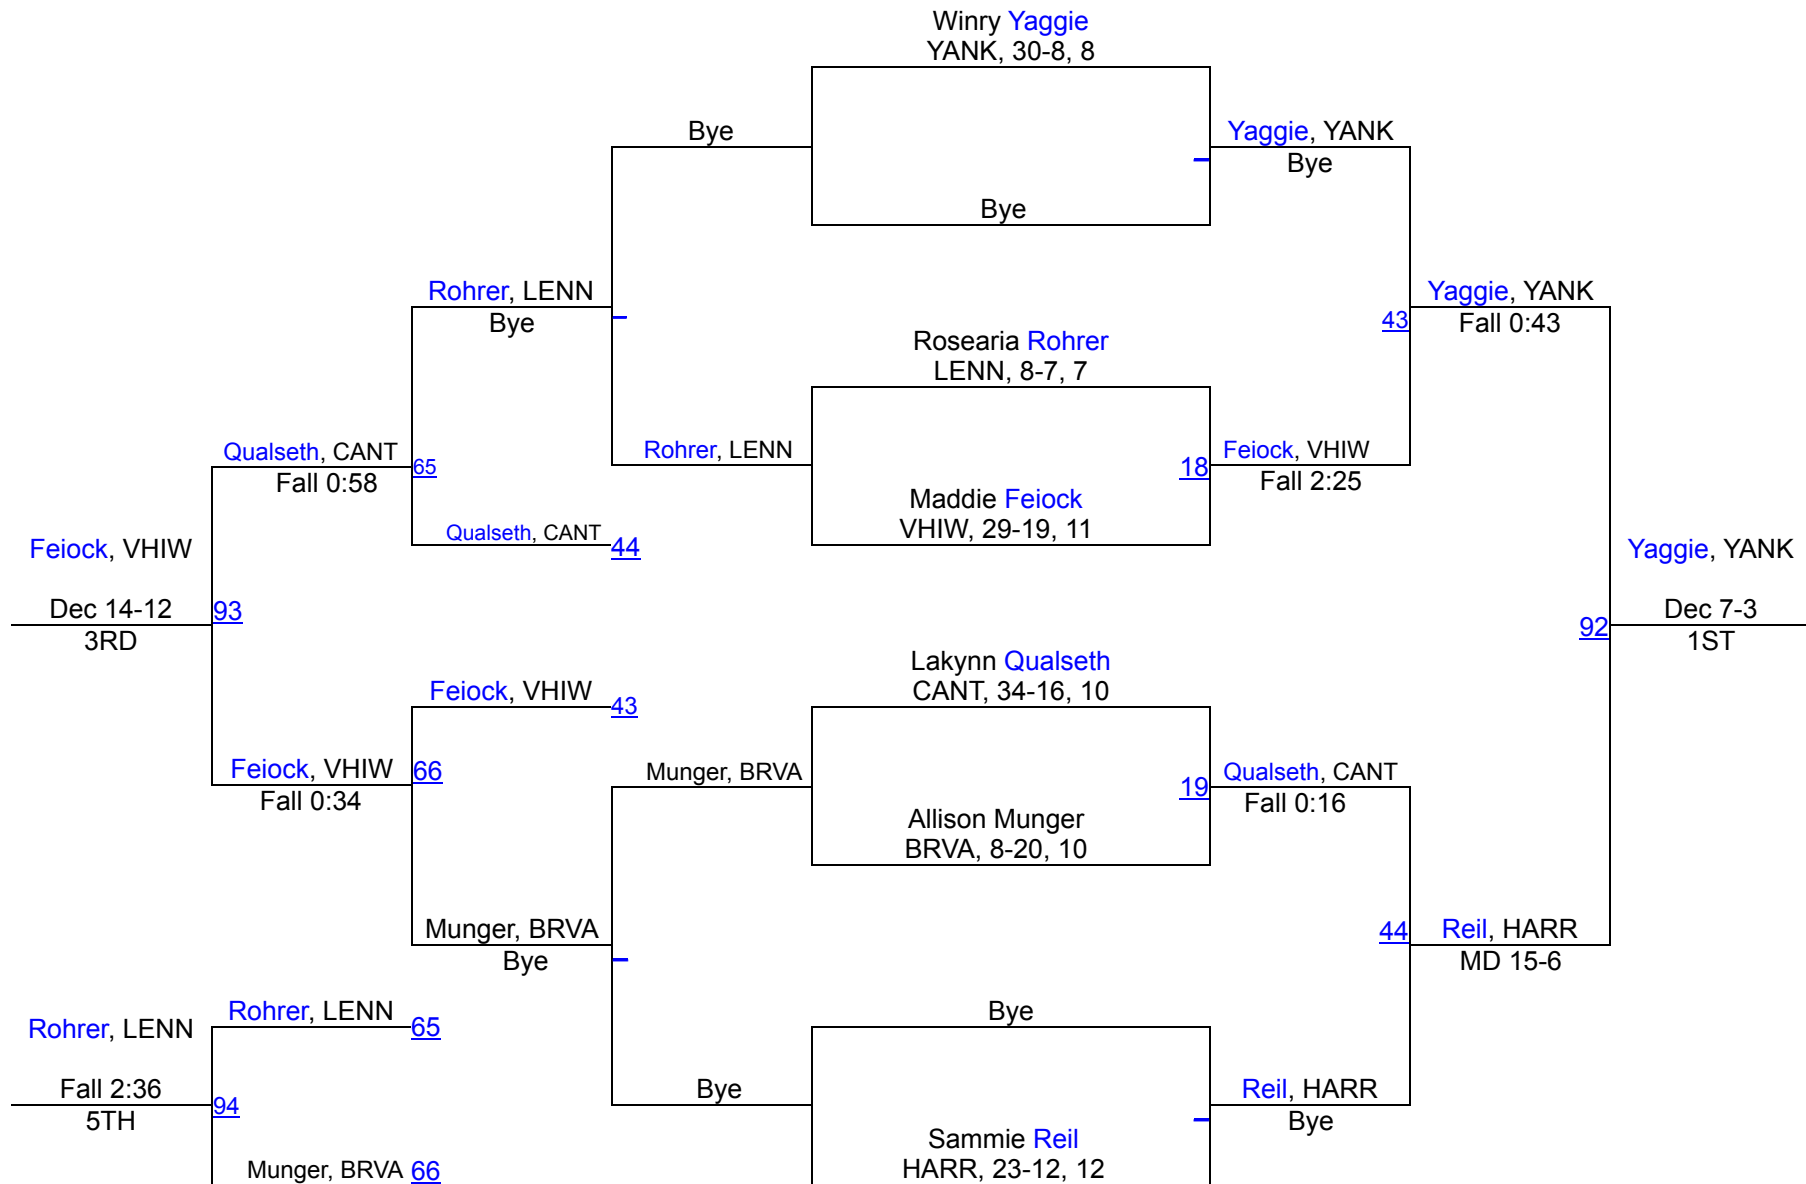 Winry Yaggie
YANK, 30-8, 8
Bye
Yaggie, YANK
Bye
Bye
Rohrer, LENN
Bye
Yaggie, YANK
43
Fall 0:43
Rosearia Rohrer
LENN, 8-7, 7
Qualseth, CANT
65
Fall 0:58
Rohrer, LENN
18
Feiock, VHIW
Fall 2:25
Maddie Feiock
VHIW, 29-19, 11
Qualseth, CANT
44
Feiock, VHIW
Yaggie, YANK
Dec 14-12
93
3RD
92
Dec 7-3
1ST
Lakynn Qualseth
CANT, 34-16, 10
Feiock, VHIW
43
Feiock, VHIW
66
Fall 0:34
Munger, BRVA
19
Qualseth, CANT
Fall 0:16
Allison Munger
BRVA, 8-20, 10
Munger, BRVA
Bye
44
Reil, HARR
MD 15-6
Rohrer, LENN
Rohrer, LENN
65
Bye
Fall 2:36
94
5TH
Bye
Reil, HARR
Bye
Sammie Reil
HARR, 23-12, 12
Munger, BRVA
66